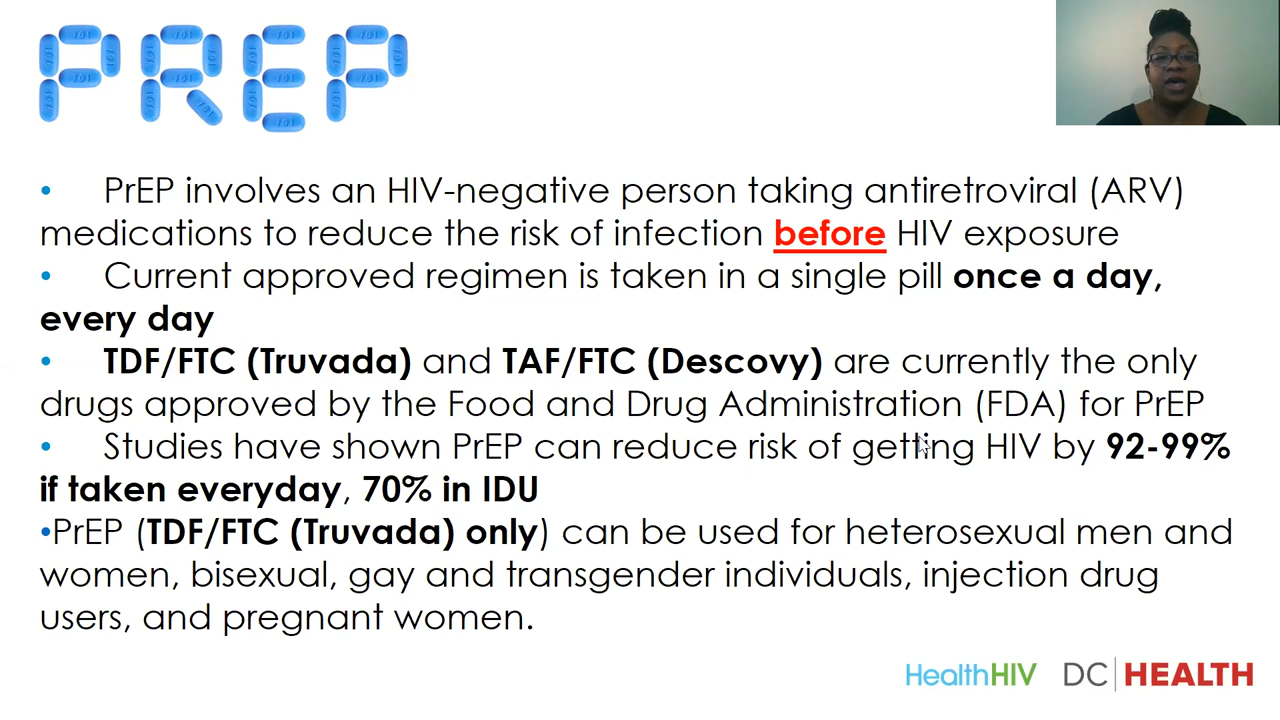 PREP
• PrEP involves an HIV-negative person taking antiretroviral (ARV)
medications to reduce the risk of infection before HIV exposure
• Current approved regimen is taken in a single pill once a day,
every day
• TDF/FTC (Truvada) and TAF/FTC (Descovy) are currently the only
drugs approved by the Food and Drug Administration (FDA) for PrEP
• Studies have shown PrEP can reduce risk of getting HIV by 92-99%
if taken everyday, 70% in IDU
•PrEP (TDF/FTC (Truvada) only) can be used for heterosexual men and
women, bisexual, gay and transgender individuals, injection drug
users, and pregnant women.
HealthHIV DC|HEALTH